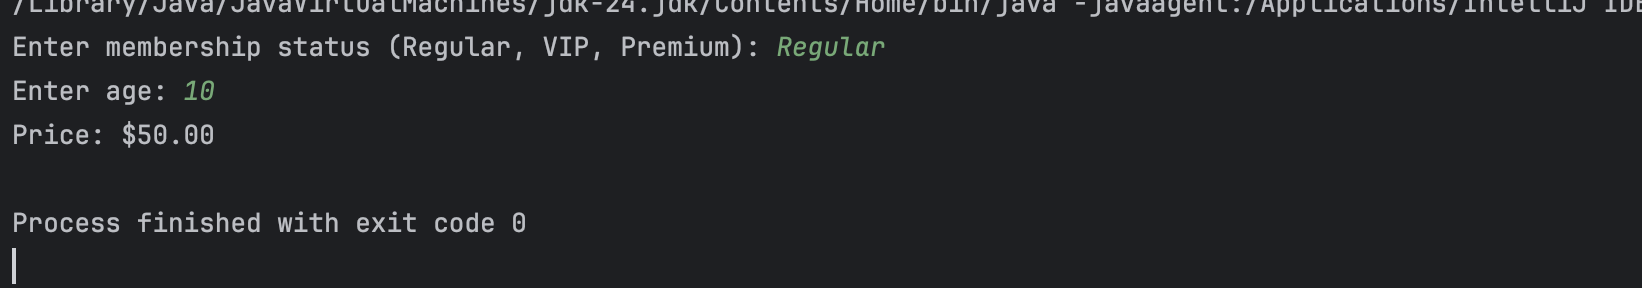 /Library/Java/JavaVirtualMachines/jdk-24.jdk/Contents/Home/bin/java -javaagent:/Applications/IntelliJ IDE
Enter membership status (Regular, VIP, Premium): Regular
Enter age: 10
Price: $50.00
Process finished with exit code 0